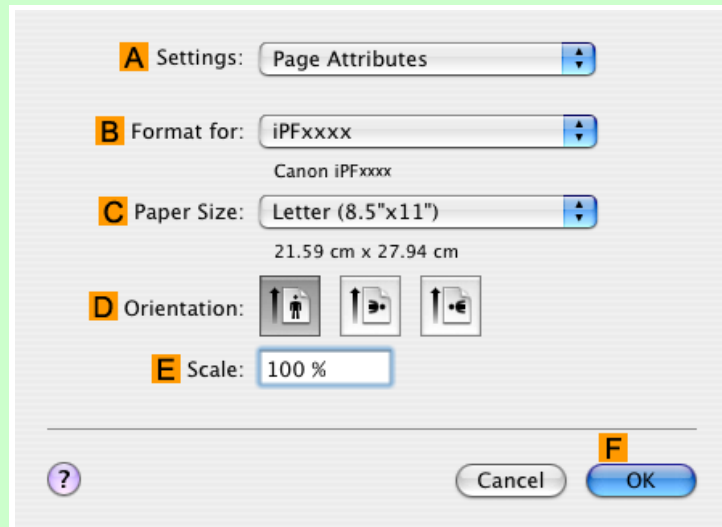 A Settings: Page Attributes
B Format for: iPFxxxx
Canon iPFxxxx
C Paper Size: Letter (8.5"x11")
21.59 cm x 27.94 cm
D Orientation:
E Scale: 100 %
F
? Cancel OK